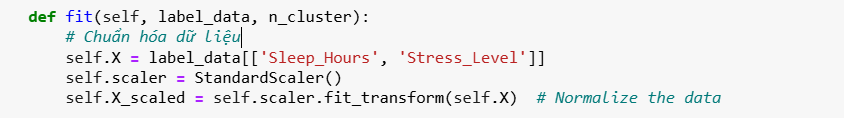 def fit(self, label_data, n_cluster):
# Chuẩn hóa dữ liệu
self.X = label_data[['Sleep_Hours', 'Stress_Level']]
self.scaler = StandardScaler()
self.X_scaled = self.scaler.fit_transform(self.X)  # Normalize the data